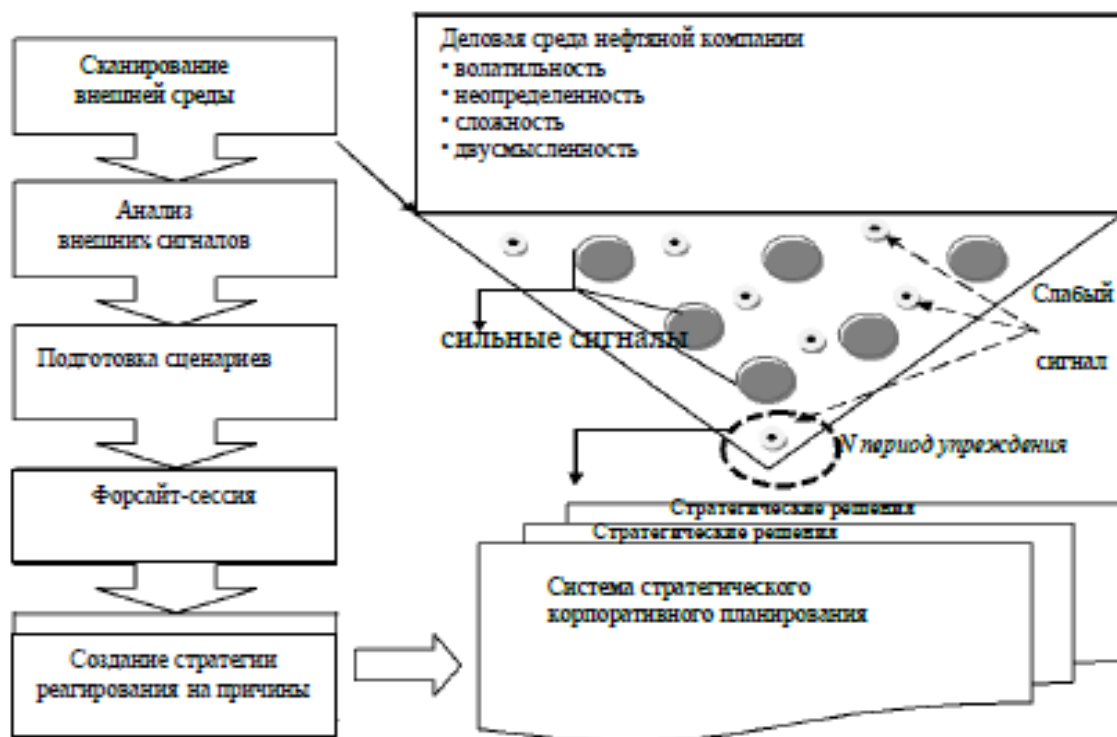 Сканирование
внешней среды
Анализ
внешних сигналов
Подготовка сценариев
Форсайт-сессия
Создание стратегии
реагирования на причины
Деловая среда нефтяной компании
• волатильность
• неопределенность
• сложность
• двусмысленность
сильные сигналы
Слабый
сигнал
N период упреждения
Стратегические решения
Стратегические решения
Система стратегического
корпоративного планирования